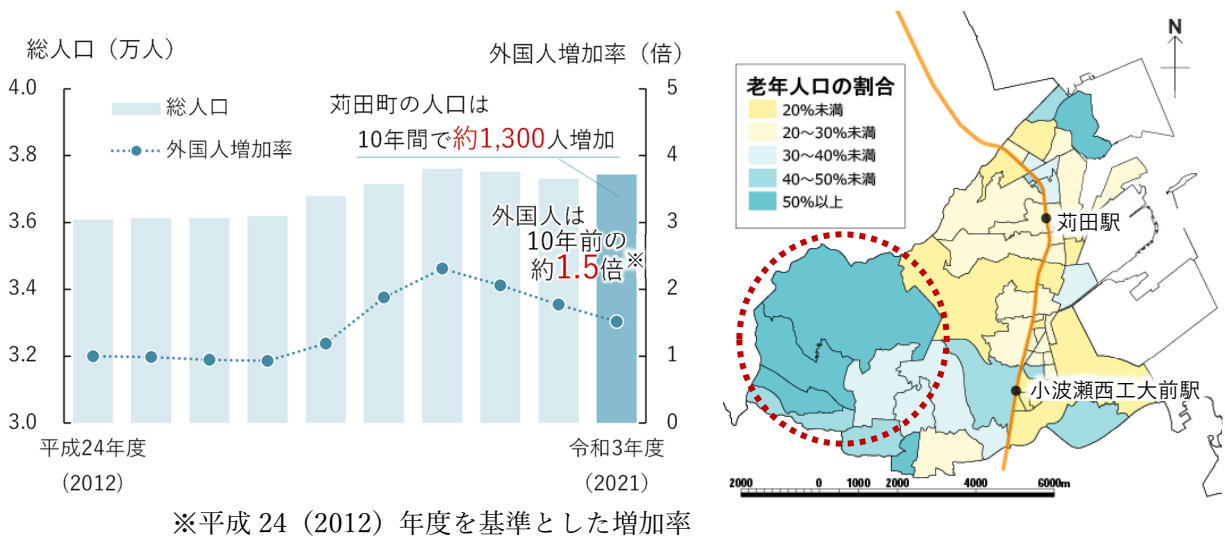 総人口（万人）
外国人増加率（倍）
4.0
3.8
3.6
3.4
3.2
3.0
5
4
3
2
1
0
総人口
外国人増加率
苅田町の人口は
10年間で約1,300人増加
外国人は
10年前の
約1.5倍※
平成24年度
（2012）
令和3年度
（2021）
※平成 24（2012）年度を基準とした増加率
N
老年人口の割合
20%未満
20～30%未満
30～40%未満
40～50%未満
50%以上
苅田駅
小波瀬西工大前駅
2000 0 1000 2000 4000 6000m